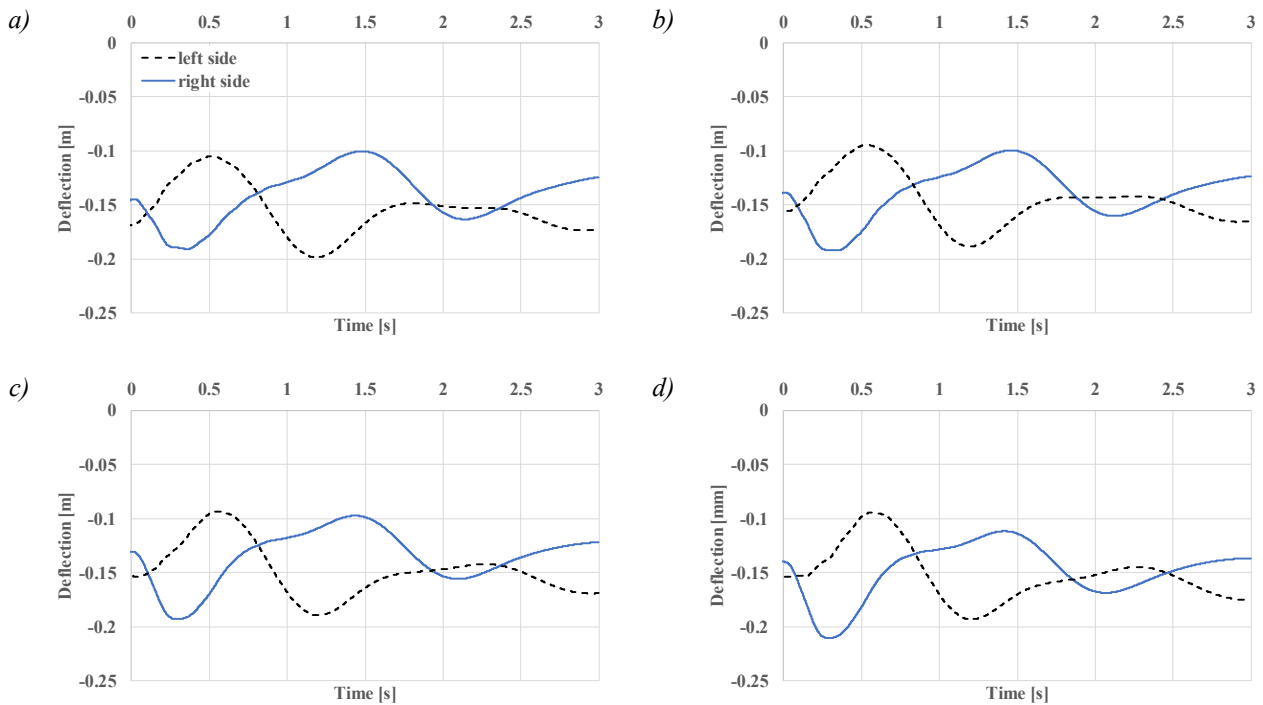 a)
0 0.5 1 1.5 2 2.5 3
0
-0.05
-0.1
-0.15
-0.2
-0.25
Deflection [m]
left side
right side
Time [s]
b)
0 0.5 1 1.5 2 2.5 3
0
-0.05
-0.1
-0.15
-0.2
-0.25
Deflection [m]
Time [s]
c)
0 0.5 1 1.5 2 2.5 3
0
-0.05
-0.1
-0.15
-0.2
-0.25
Deflection [m]
Time [s]
d)
0 0.5 1 1.5 2 2.5 3
0
-0.05
-0.1
-0.15
-0.2
-0.25
Deflection [mm]
Time [s]